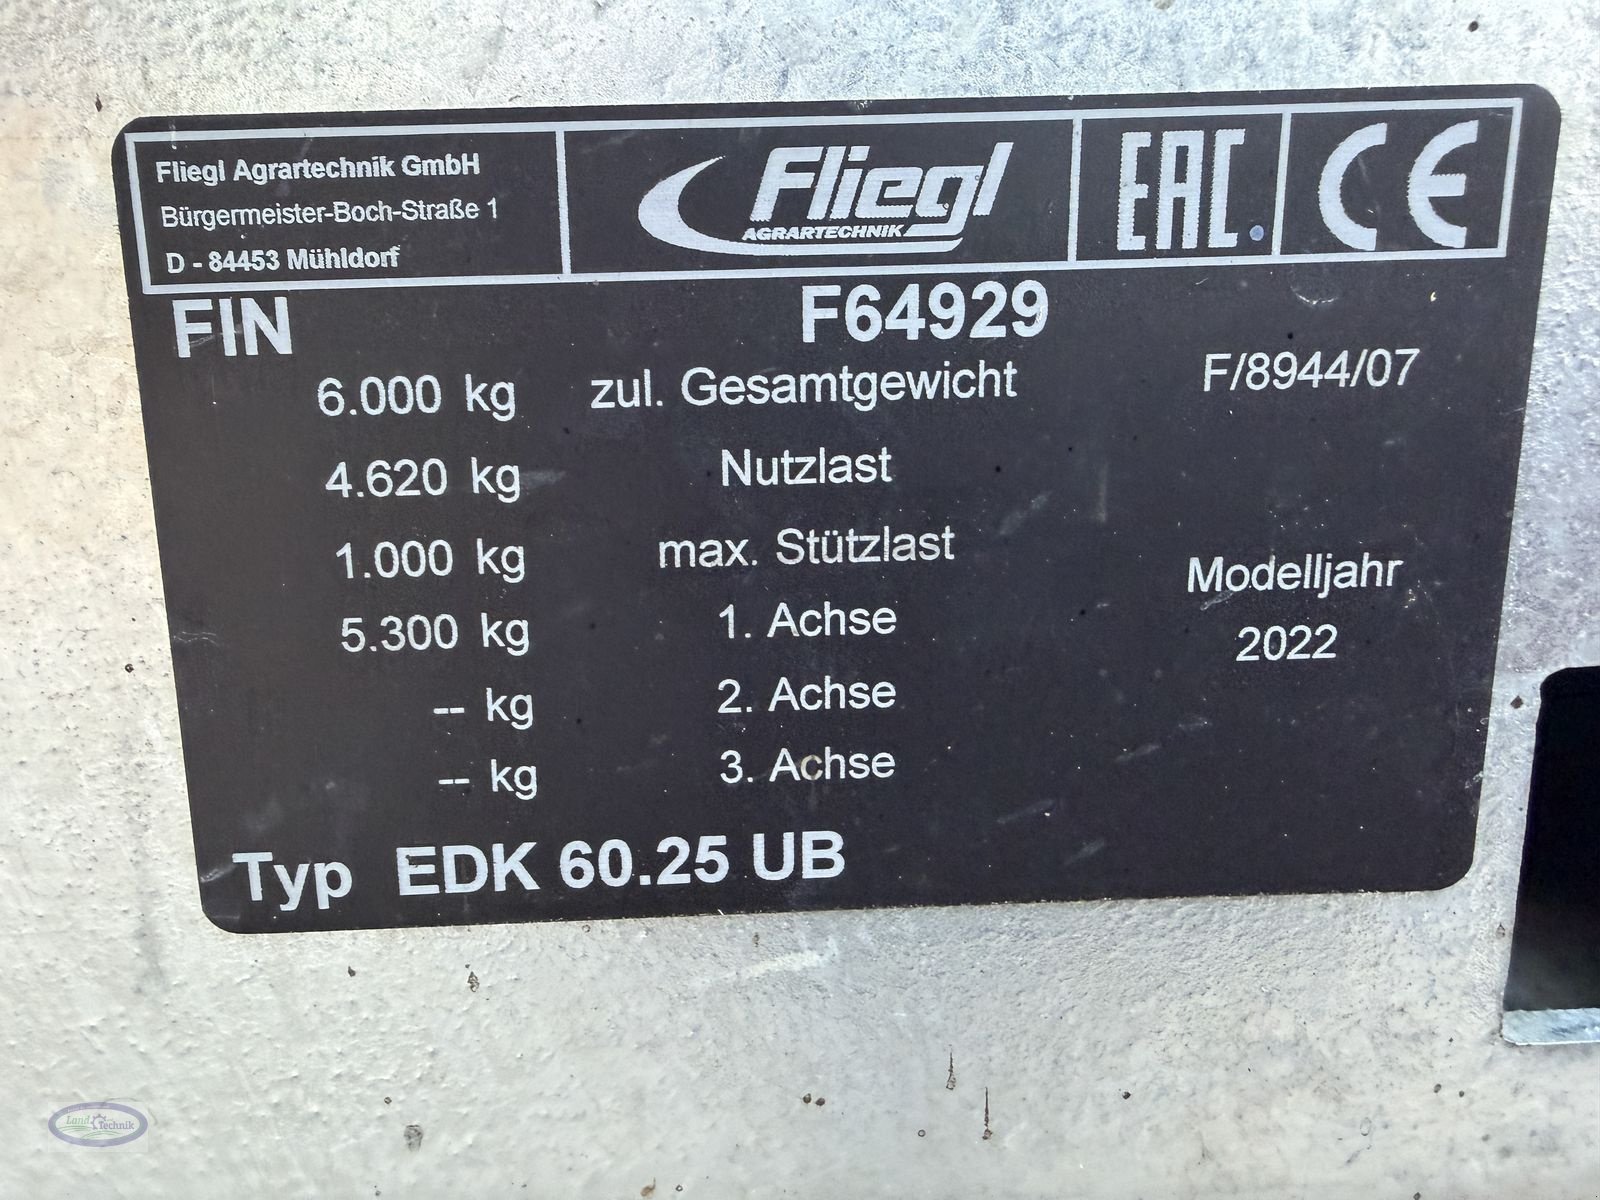 Fliegl Agrartechnik GmbH
Bürgermeister-Boch-Straße 1
D - 84453 Mühldorf
Fliegl
AGRARTECHNIK
EAC
CE
FIN F64929
6.000 kg zul. Gesamtgewicht F/8944/07
4.620 kg Nutzlast
1.000 kg max. Stützlast
Modelljahr
5.300 kg 1. Achse
2022
-- kg 2. Achse
-- kg 3. Achse
Typ EDK 60.25 UB
Land Technik